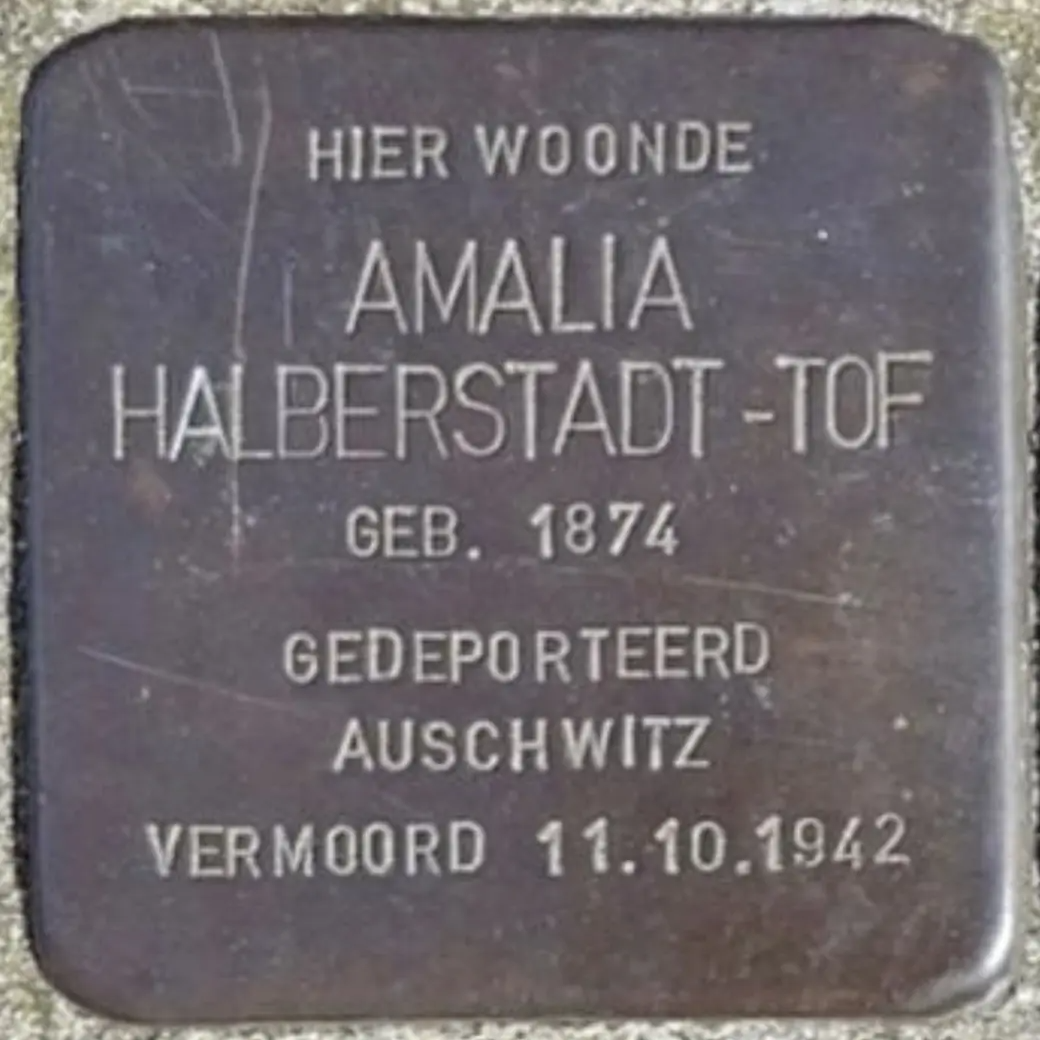 HIER WOONDE
AMALIA
HALBERSTADT-TOF
GEB. 1874
GEDEPORTEERD
AUSCHWITZ
VERMOORD 11.10.1942